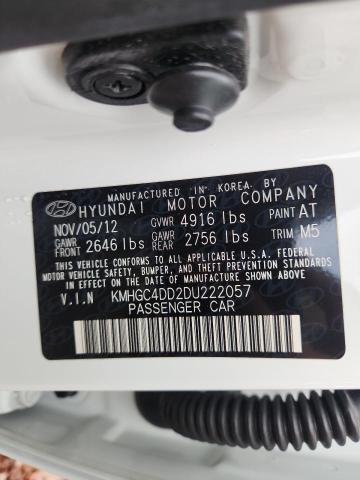 MANUFACTURED IN KOREA BY
HYUNDAI MOTOR COMPANY
NOV/05/12 GVWR 4916 lbs PAINT AT
GAWR FRONT 2646 lbs GAWR REAR 2756 lbs TRIM M5
THIS VEHICLE CONFORMS TO ALL APPLICABLE U.S.A. FEDERAL
MOTOR VEHICLE SAFETY, BUMPER, AND THEFT PREVENTION STANDARDS
IN EFFECT ON THE DATE OF MANUFACTURE SHOWN ABOVE.
V.I.N KMHGC4DD2DU222057
PASSENGER CAR